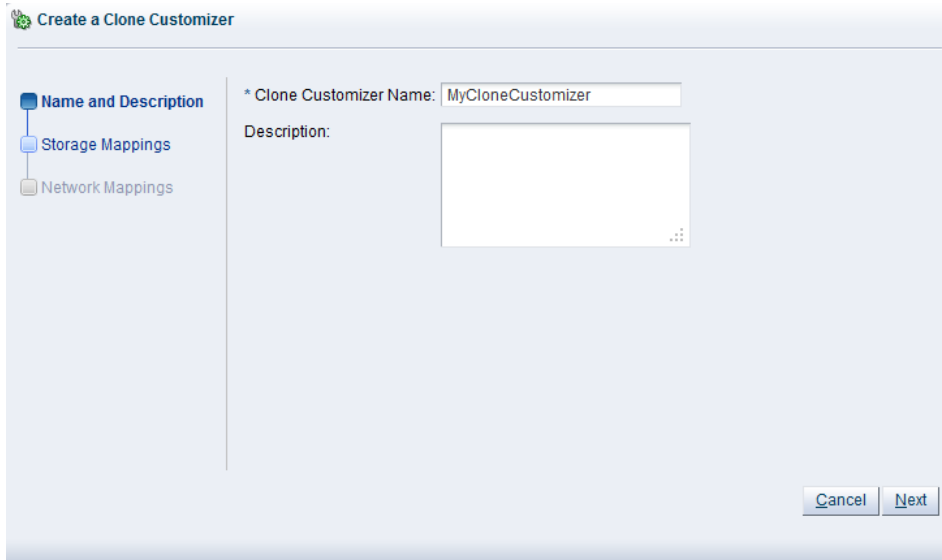 Create a Clone Customizer
Name and Description
Storage Mappings
Network Mappings
* Clone Customizer Name: MyCloneCustomizer
Description:
Cancel Next